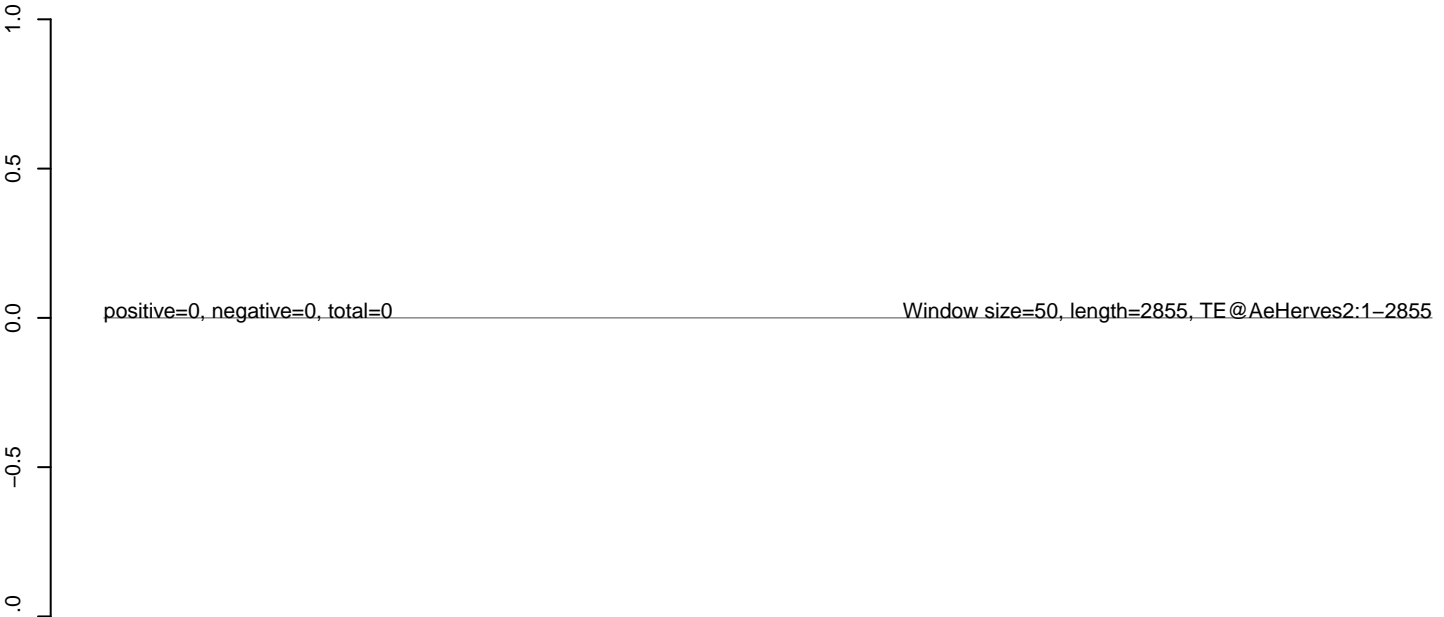 1.0
0.5
0.0
positive=0, negative=0, total=0
Window size=50, length=2855, TE@AeHerves2:1−2855
−0.5
.0